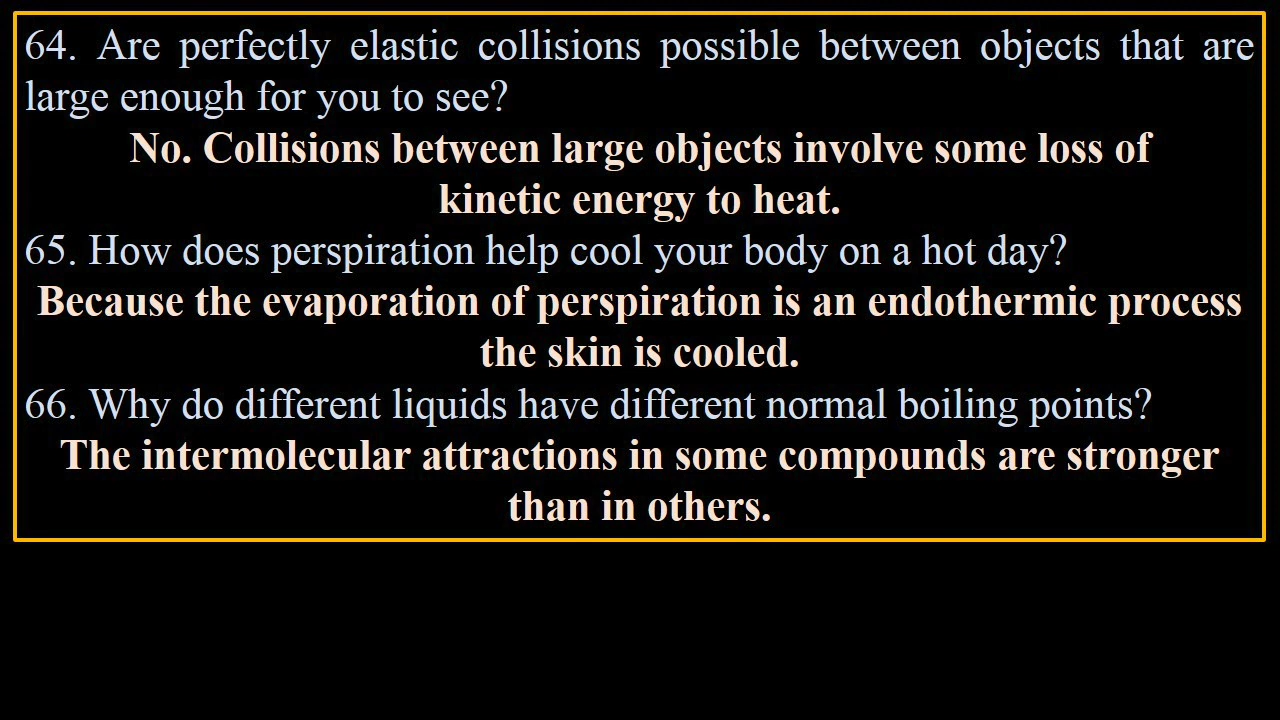 64. Are perfectly elastic collisions possible between objects that are
large enough for you to see?
No. Collisions between large objects involve some loss of
kinetic energy to heat.
65. How does perspiration help cool your body on a hot day?
Because the evaporation of perspiration is an endothermic process
the skin is cooled.
66. Why do different liquids have different normal boiling points?
The intermolecular attractions in some compounds are stronger
than in others.